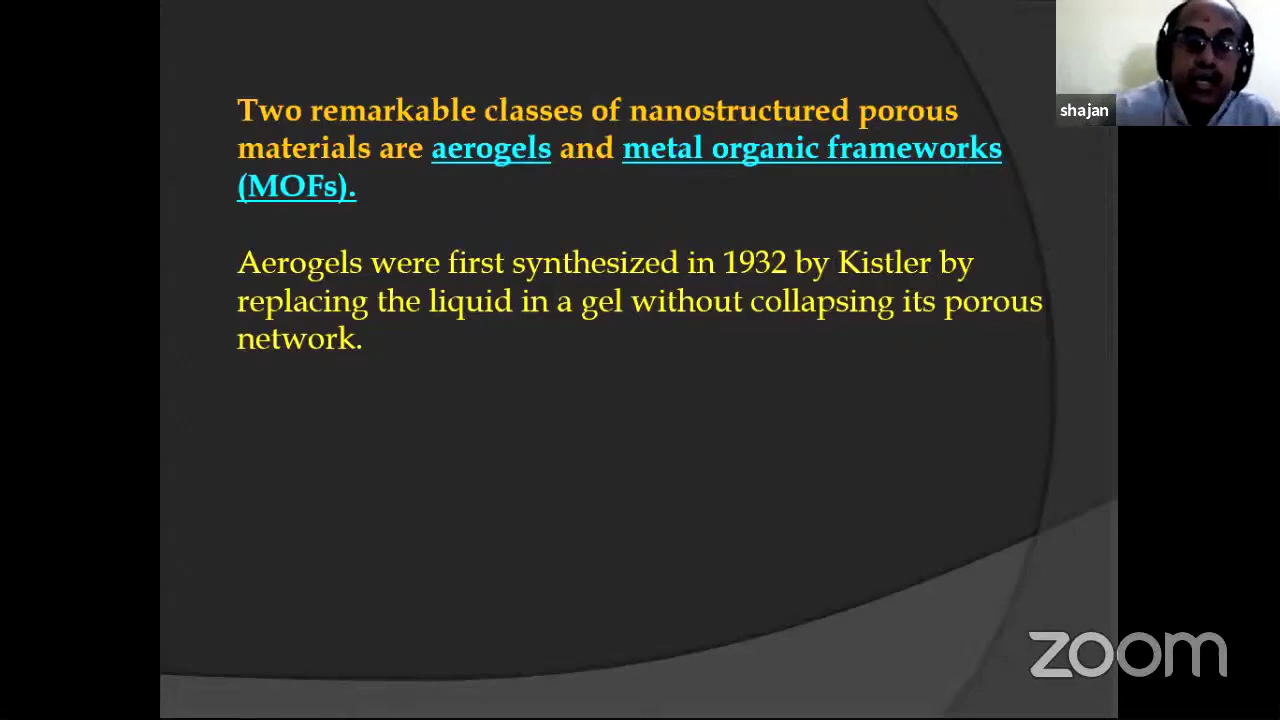 Two remarkable classes of nanostructured porous
materials are aerogels and metal organic frameworks
(MOFs).
Aerogels were first synthesized in 1932 by Kistler by
replacing the liquid in a gel without collapsing its porous
network.
shajan
zoom